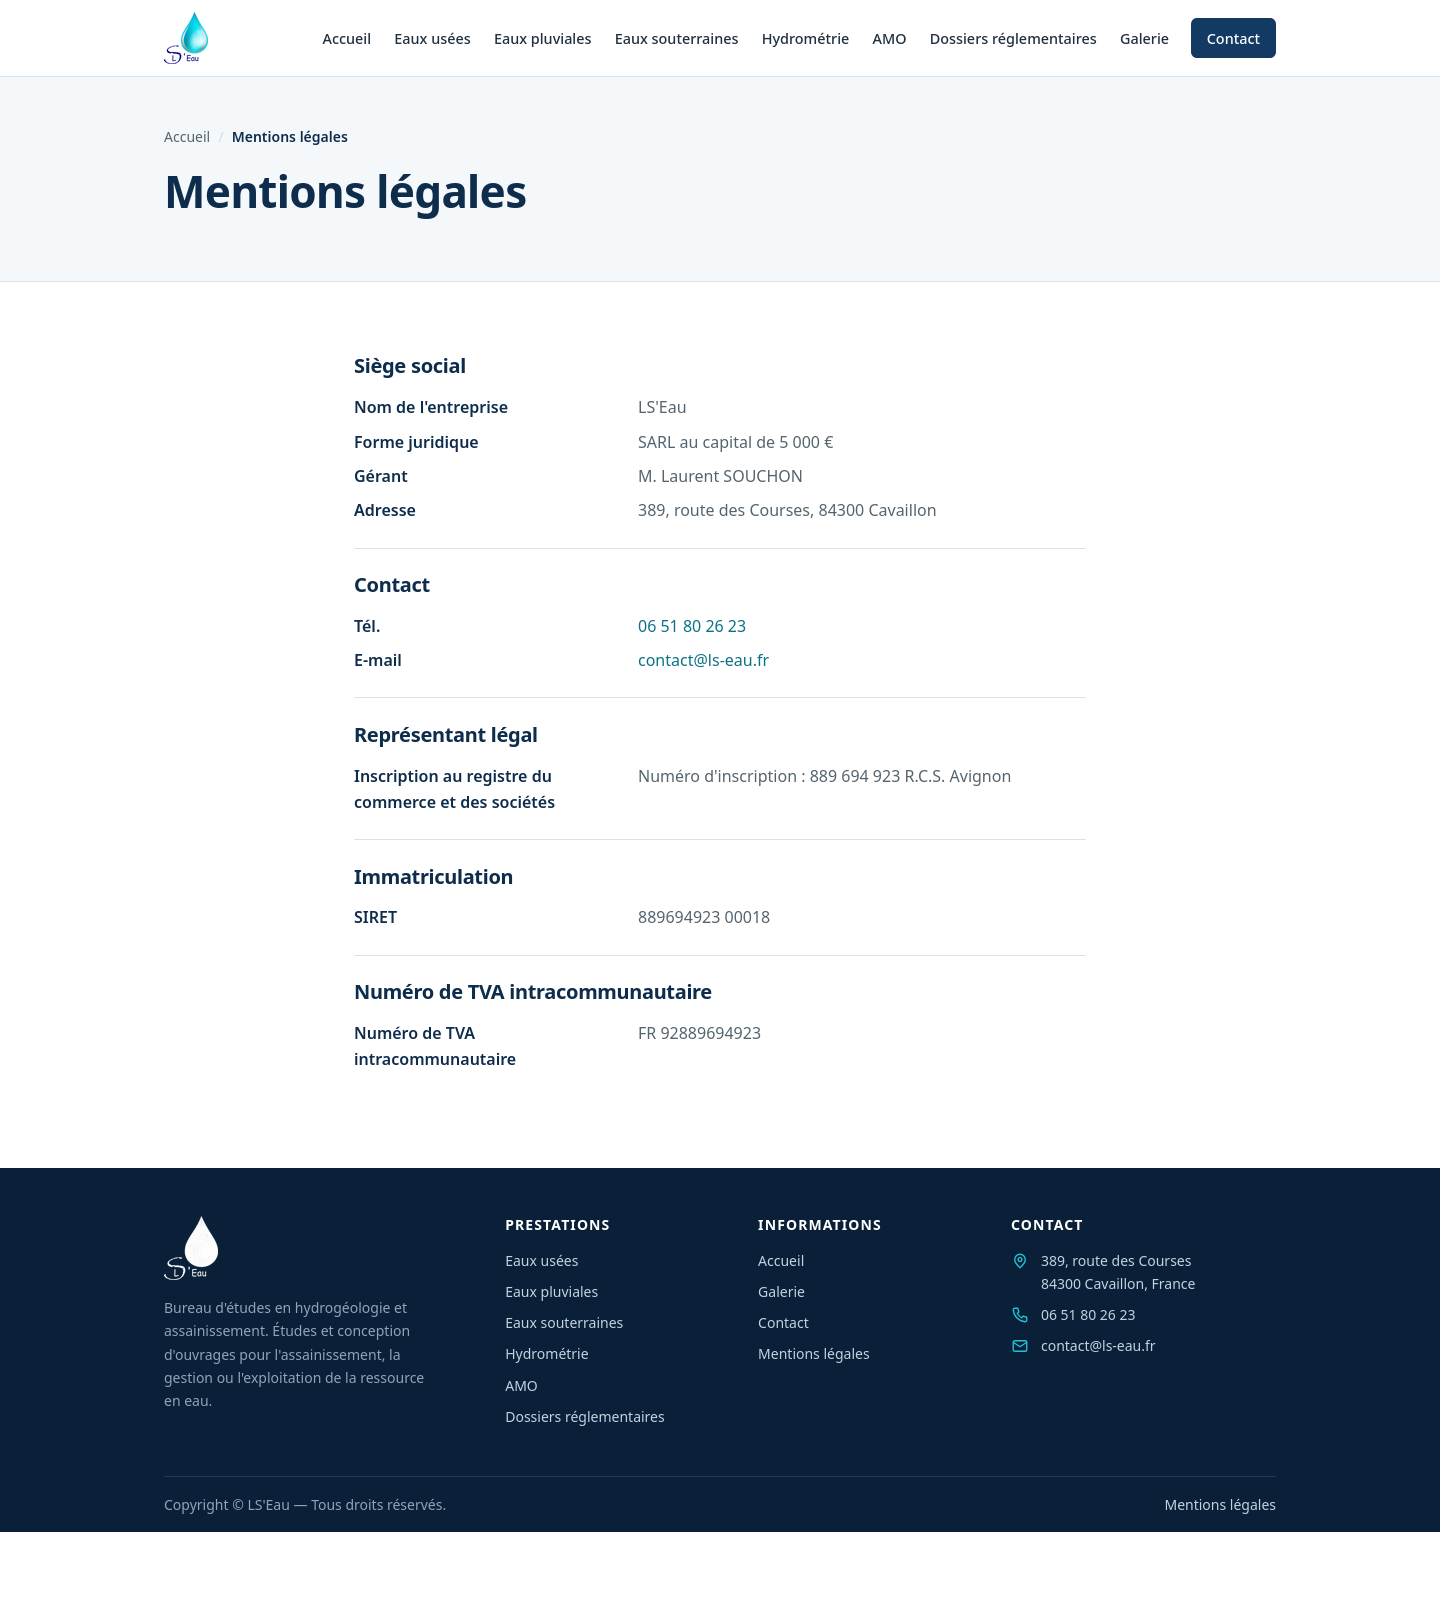 LS'Eau
Accueil Eaux usées Eaux pluviales Eaux souterraines Hydrométrie AMO Dossiers réglementaires Galerie Contact
Accueil / Mentions légales
Mentions légales
Siège social
Nom de l'entreprise LS'Eau
Forme juridique SARL au capital de 5 000 €
Gérant M. Laurent SOUCHON
Adresse 389, route des Courses, 84300 Cavaillon
Contact
Tél. 06 51 80 26 23
E-mail contact@ls-eau.fr
Représentant légal
Inscription au registre du Numéro d'inscription : 889 694 923 R.C.S. Avignon
commerce et des sociétés
Immatriculation
SIRET 889694923 00018
Numéro de TVA intracommunautaire
Numéro de TVA FR 92889694923
intracommunautaire
LS'Eau
Bureau d'études en hydrogéologie et
assainissement. Études et conception
d'ouvrages pour l'assainissement, la
gestion ou l'exploitation de la ressource
en eau.
PRESTATIONS
Eaux usées
Eaux pluviales
Eaux souterraines
Hydrométrie
AMO
Dossiers réglementaires
INFORMATIONS
Accueil
Galerie
Contact
Mentions légales
CONTACT
389, route des Courses
84300 Cavaillon, France
06 51 80 26 23
contact@ls-eau.fr
Copyright © LS'Eau — Tous droits réservés.
Mentions légales